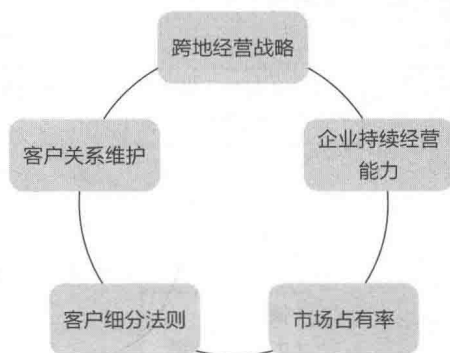 跨地经营战略
企业持续经营
能力
市场占有率
客户细分法则
客户关系维护